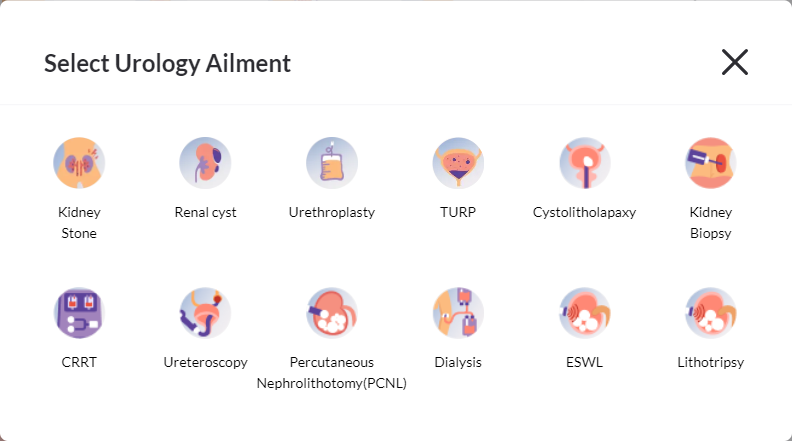 Select Urology Ailment
Kidney
Stone
Renal cyst
Urethroplasty
TURP
Cystolitholapaxy
Kidney
Biopsy
CRRT
Ureteroscopy
Percutaneous
Nephrolithotomy(PCNL)
Dialysis
ESWL
Lithotripsy